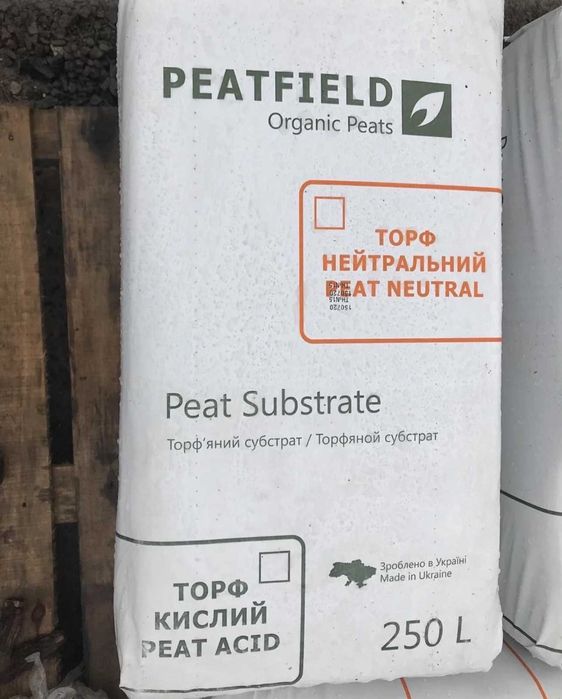 PEATFIELD
Organic Peats
ТОРФ
НЕЙТРАЛЬНИЙ
PEAT NEUTRAL
Peat Substrate
Торф'яний субстрат / Торфяной субстрат
Зроблено в Україні
Made in Ukraine
ТОРФ
КИСЛИЙ
PEAT ACID
250 L